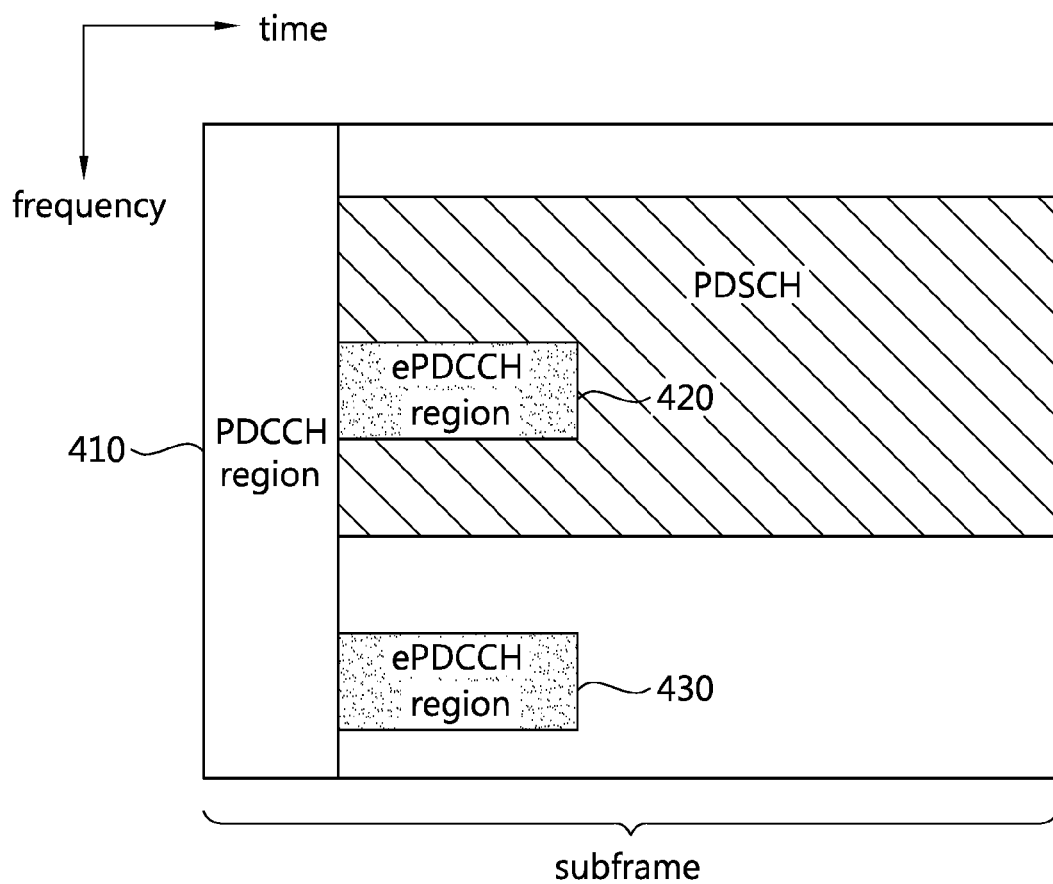 time
frequency
PDSCH
ePDCCH
region
420
PDCCH
region
410
ePDCCH
region
430
subframe